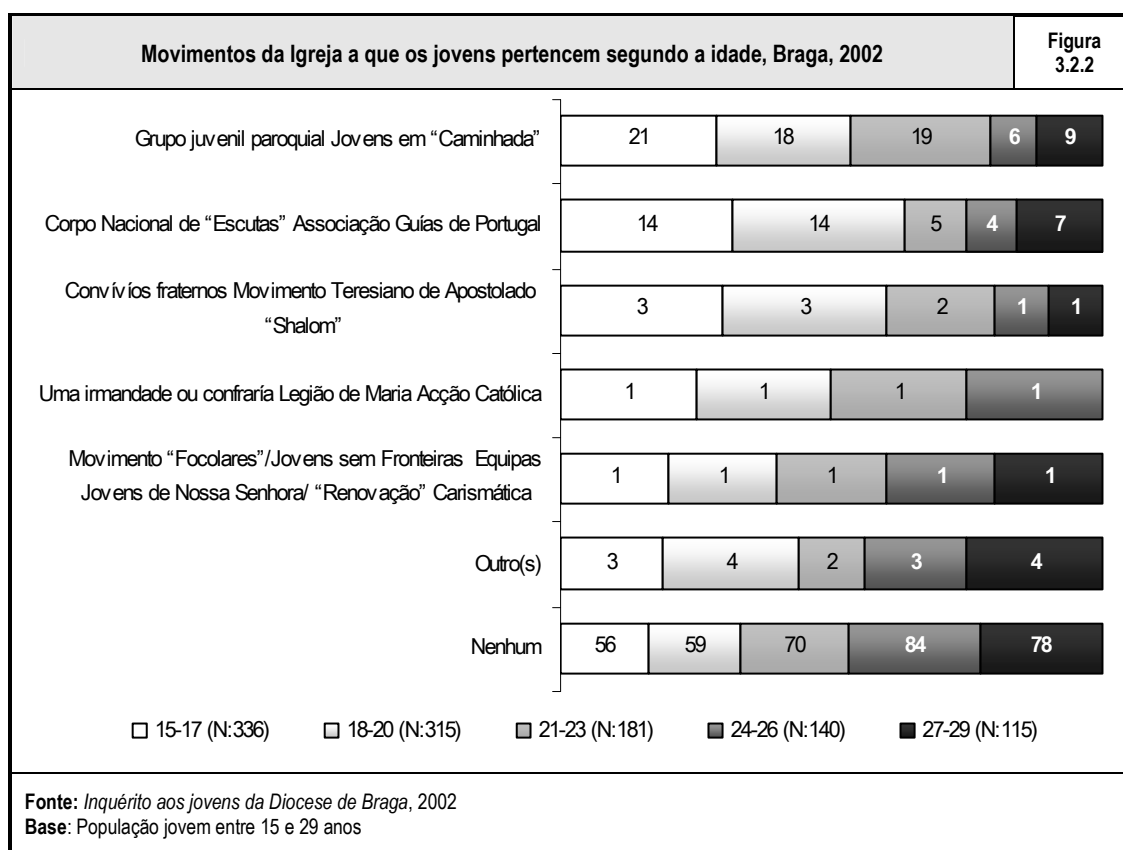 Movimentos da Igreja a que os jovens pertencem segundo a idade, Braga, 2002
Figura
3.2.2
Grupo juvenil paroquial Jovens em “Caminhada”
21 18 19 6 9
Corpo Nacional de “Escutas” Associação Guías de Portugal
14 14 5 4 7
Convívíos fraternos Movimento Teresiano de Apostolado
“Shalom”
3 3 2 1 1
Uma irmandade ou confraría Legião de Maria Acção Católica
1 1 1 1
Movimento “Focolares”/Jovens sem Fronteiras Equipas
Jovens de Nossa Senhora/ “Renovação” Carismática
1 1 1 1 1
Outro(s)
3 4 2 3 4
Nenhum
56 59 70 84 78
15-17 (N:336) 18-20 (N:315) 21-23 (N:181) 24-26 (N:140) 27-29 (N:115)
Fonte: Inquérito aos jovens da Diocese de Braga, 2002
Base: População jovem entre 15 e 29 anos